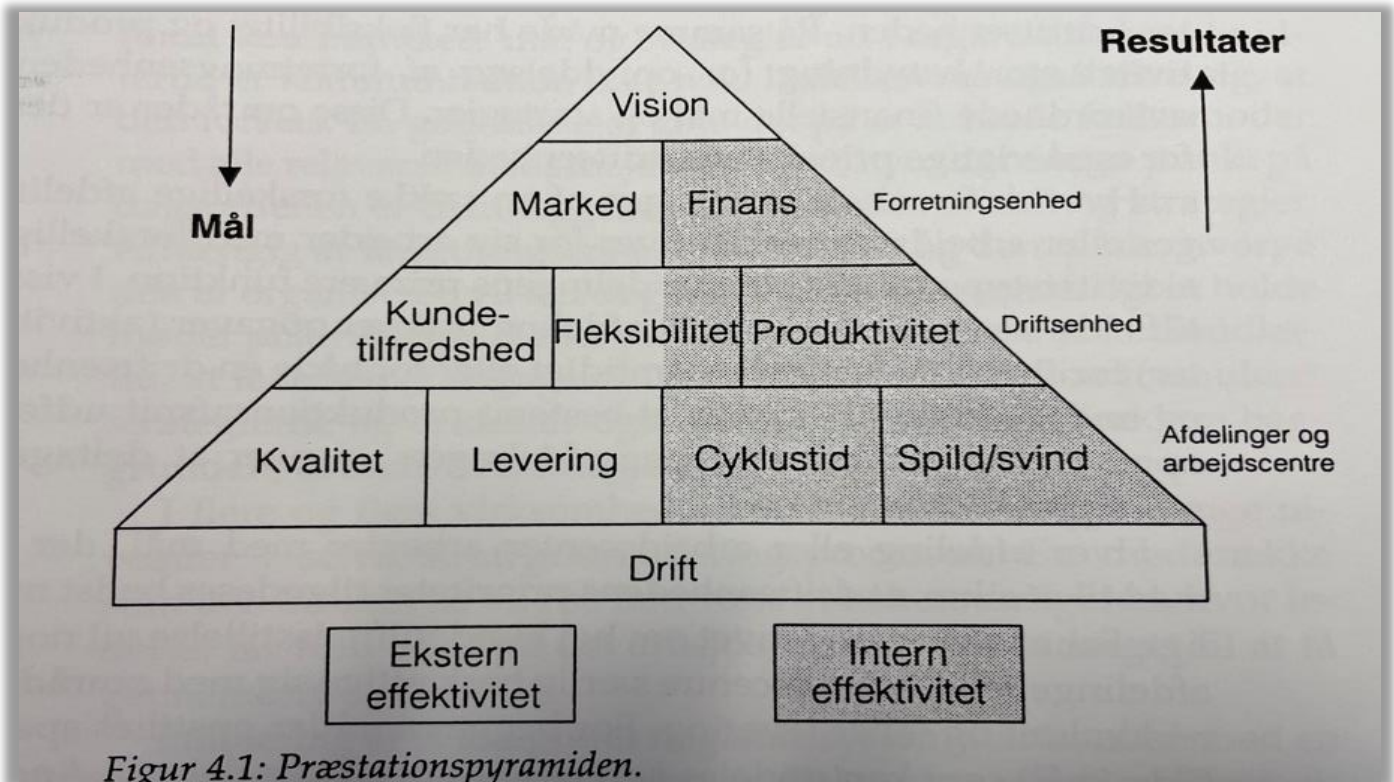 Resultater
Vision
Mål
Marked
Finans
Forretningsenhed
Kunde-
tilfredshed
Fleksibilitet
Produktivitet
Driftsenhed
Kvalitet
Levering
Cyklustid
Spild/svind
Afdelinger og
arbejdscentre
Drift
Ekstern
effektivitet
Intern
effektivitet
Figur 4.1: Præstationspyramiden.